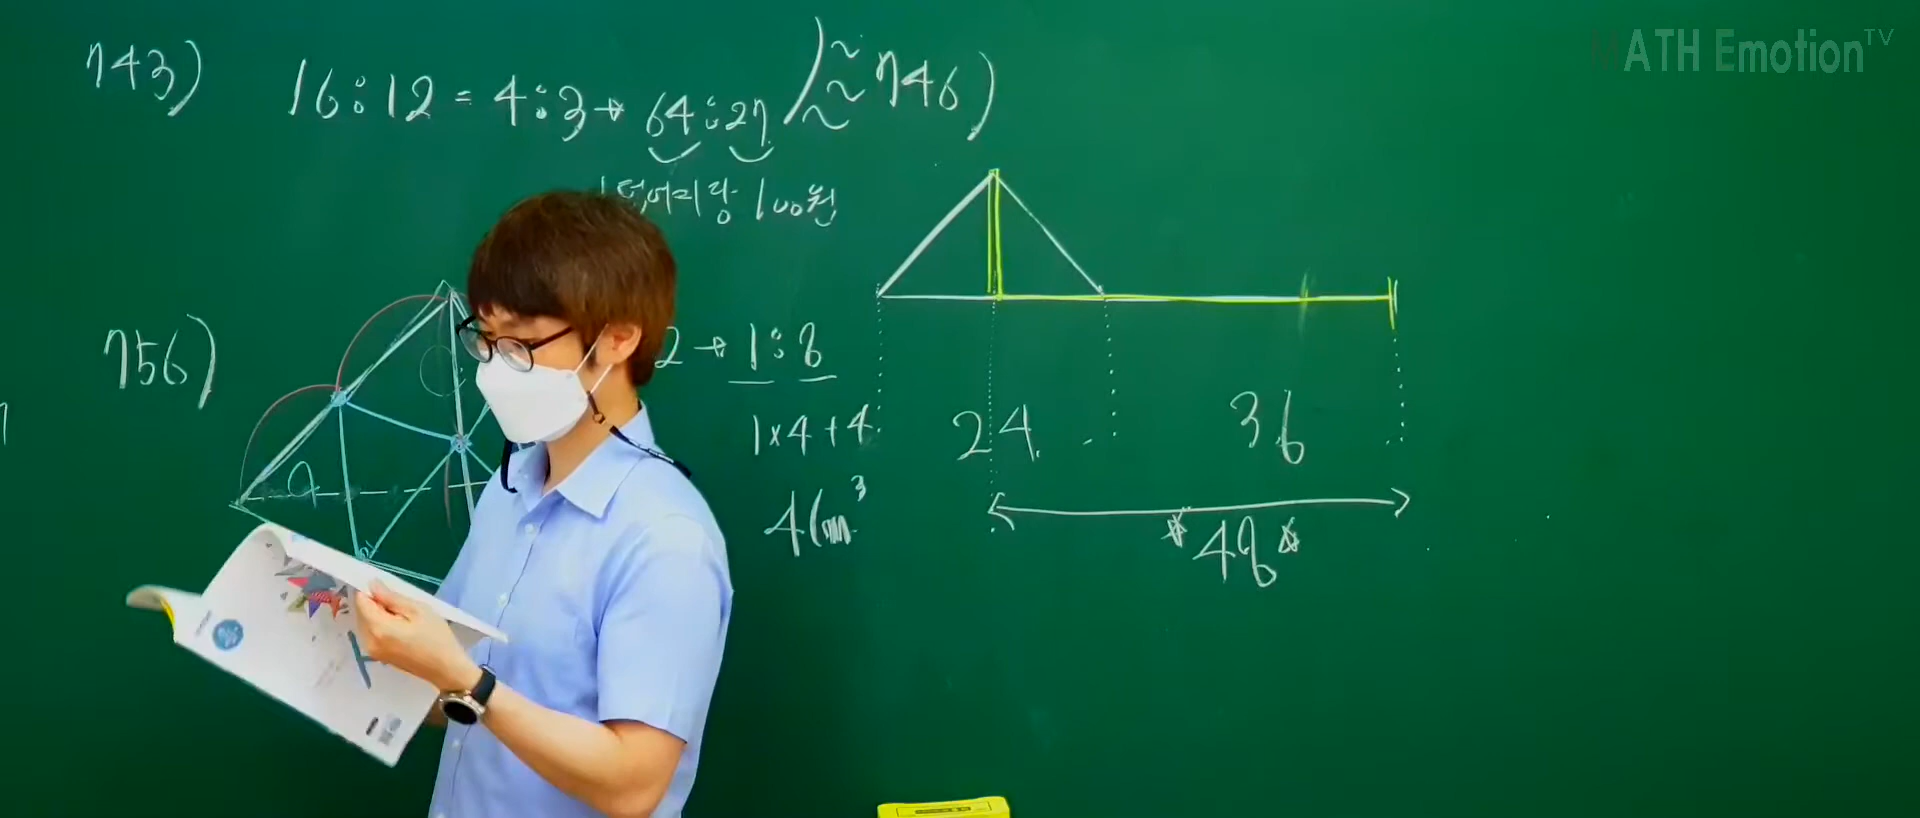 743)
16:12 = 4:3 → 64:27
1덩어리당 100원
746)
24
36
*48*
756)
2 → 1:8
1×4+4
4cm³
MATH Emotion TV